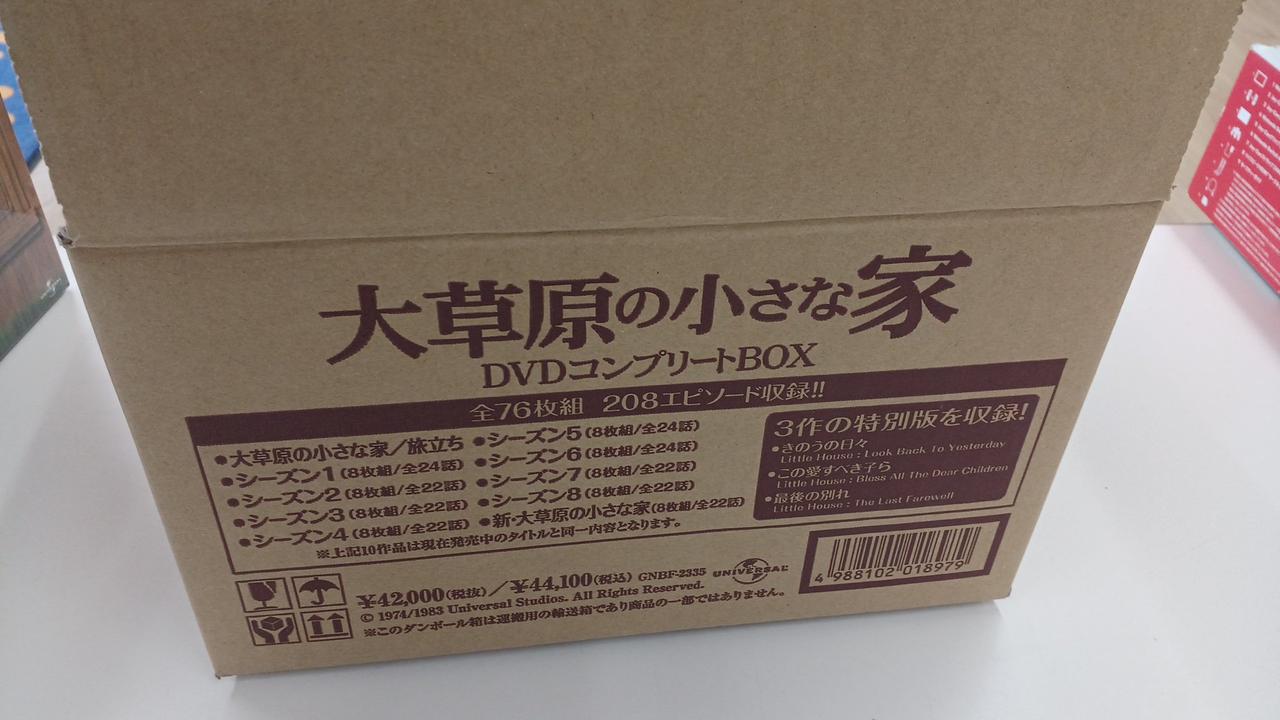 大草原の小さな家
DVDコンプリートBOX
全76枚組 208エピソード収録!!
●大草原の小さな家／旅立ち
●シーズン1(8枚組/全24話)
●シーズン2(8枚組/全22話)
●シーズン3(8枚組/全22話)
●シーズン4(8枚組/全22話)
●シーズン5(8枚組/全24話)
●シーズン6(8枚組/全24話)
●シーズン7(8枚組/全22話)
●シーズン8(8枚組/全22話)
●新・大草原の小さな家(8枚組/全22話)
※上記10作品は現在発売中のタイトルと同一内容となります。
3作の特別版を収録!
●きのうの日々
Little House : Look Back To Yesterday
●この愛すべき子ら
Little House : Bless All The Dear Children
●最後の別れ
Little House : The Last Farewell
¥42,000(税抜)／¥44,100(税込) GNBF-2335 UNIVERSAL
© 1974/1983 Universal Studios. All Rights Reserved.
※このダンボール箱は運搬用の輸送箱であり商品の一部ではありません。
4 988102 018979